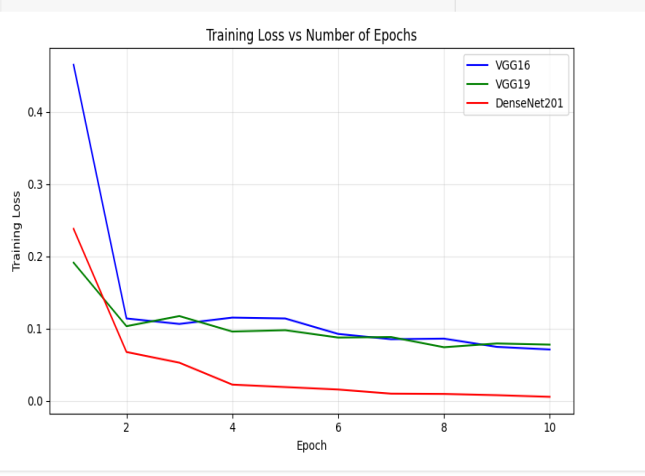 Training Loss vs Number of Epochs
VGG16
VGG19
DenseNet201
0.4
0.3
0.2
0.1
0.0
Training Loss
2 4 6 8 10
Epoch